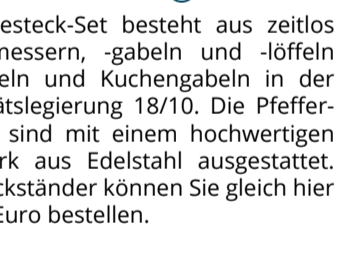 esteck-Set besteht aus zeitlos
nessern, -gabeln und -löffeln
eln und Kuchengabeln in der
ätslegierung 18/10. Die Pfeffer-
sind mit einem hochwertigen
rk aus Edelstahl ausgestattet.
ckständer können Sie gleich hier
Euro bestellen.